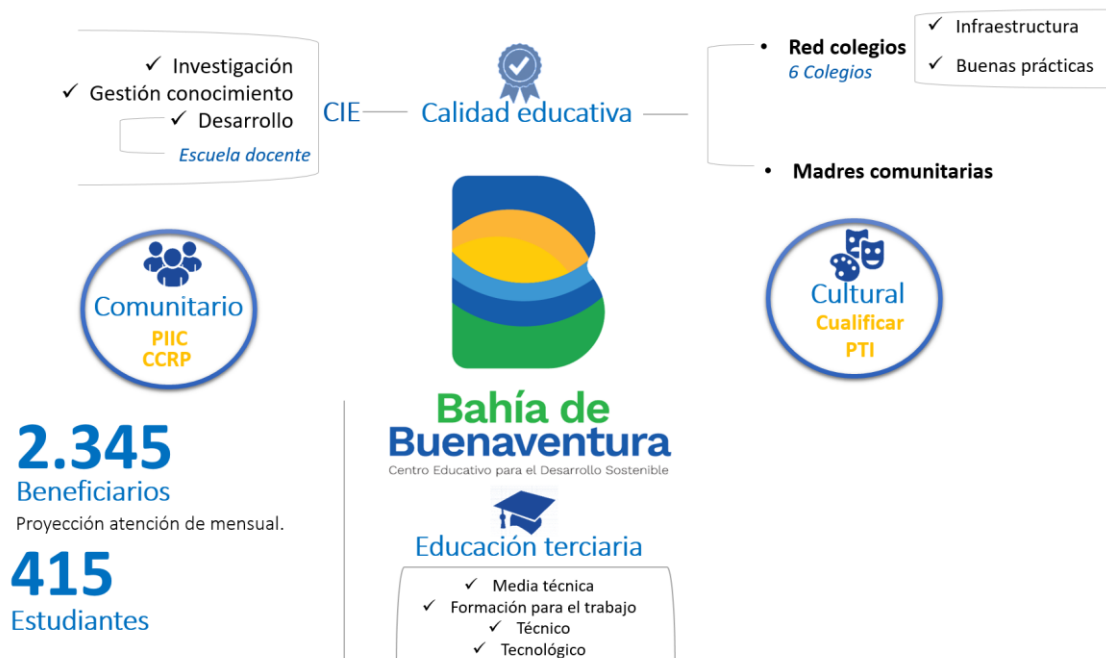 ✓ Investigación
✓ Gestión conocimiento
✓ Desarrollo
Escuela docente
CIE
Calidad educativa
• Red colegios
6 Colegios
✓ Infraestructura
✓ Buenas prácticas
• Madres comunitarias
Comunitario
PIIC
CCRP
Cultural
Cualificar
PTI
Bahía de
Buenaventura
Centro Educativo para el Desarrollo Sostenible
2.345
Beneficiarios
Proyección atención de mensual.
415
Estudiantes
Educación terciaria
✓ Media técnica
✓ Formación para el trabajo
✓ Técnico
✓ Tecnológico